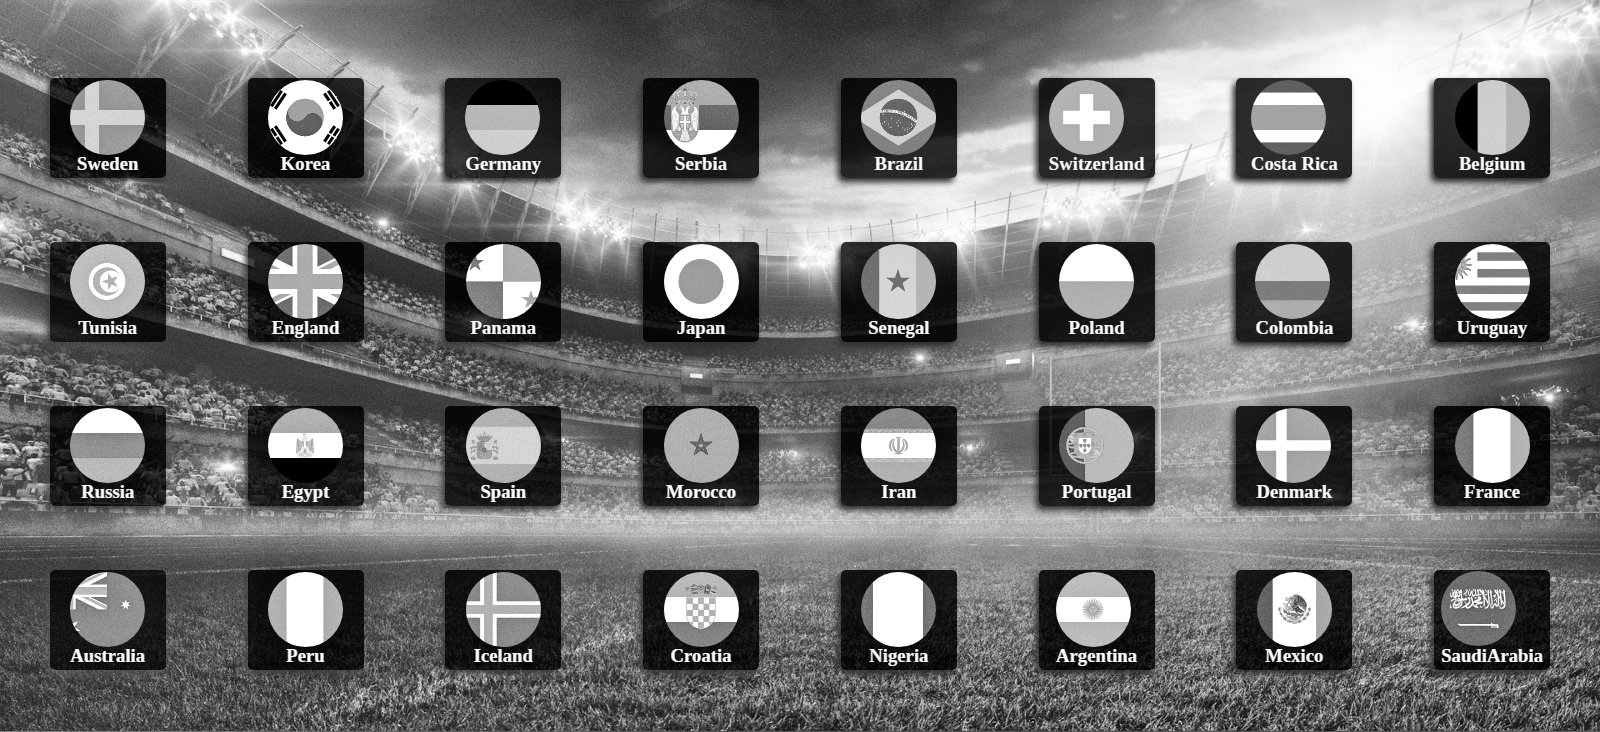 Sweden
Korea
Germany
Serbia
Brazil
Switzerland
Costa Rica
Belgium
Tunisia
England
Panama
Japan
Senegal
Poland
Colombia
Uruguay
Russia
Egypt
Spain
Morocco
Iran
Portugal
Denmark
France
Australia
Peru
Iceland
Croatia
Nigeria
Argentina
Mexico
SaudiArabia